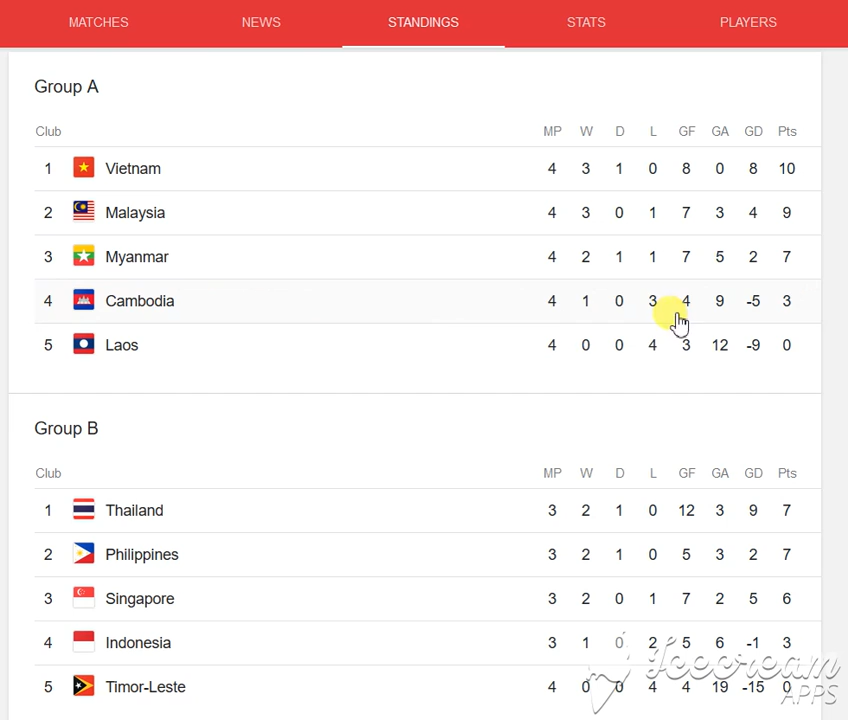 MATCHES NEWS STANDINGS STATS PLAYERS
Group A
Club MP W D L GF GA GD Pts
1 Vietnam 4 3 1 0 8 0 8 10
2 Malaysia 4 3 0 1 7 3 4 9
3 Myanmar 4 2 1 1 7 5 2 7
4 Cambodia 4 1 0 3 4 9 -5 3
5 Laos 4 0 0 4 3 12 -9 0
Group B
Club MP W D L GF GA GD Pts
1 Thailand 3 2 1 0 12 3 9 7
2 Philippines 3 2 1 0 5 3 2 7
3 Singapore 3 2 0 1 7 2 5 6
4 Indonesia 3 1 0 2 5 6 -1 3
5 Timor-Leste 4 0 0 4 4 19 -15 0
Icecream
APPS